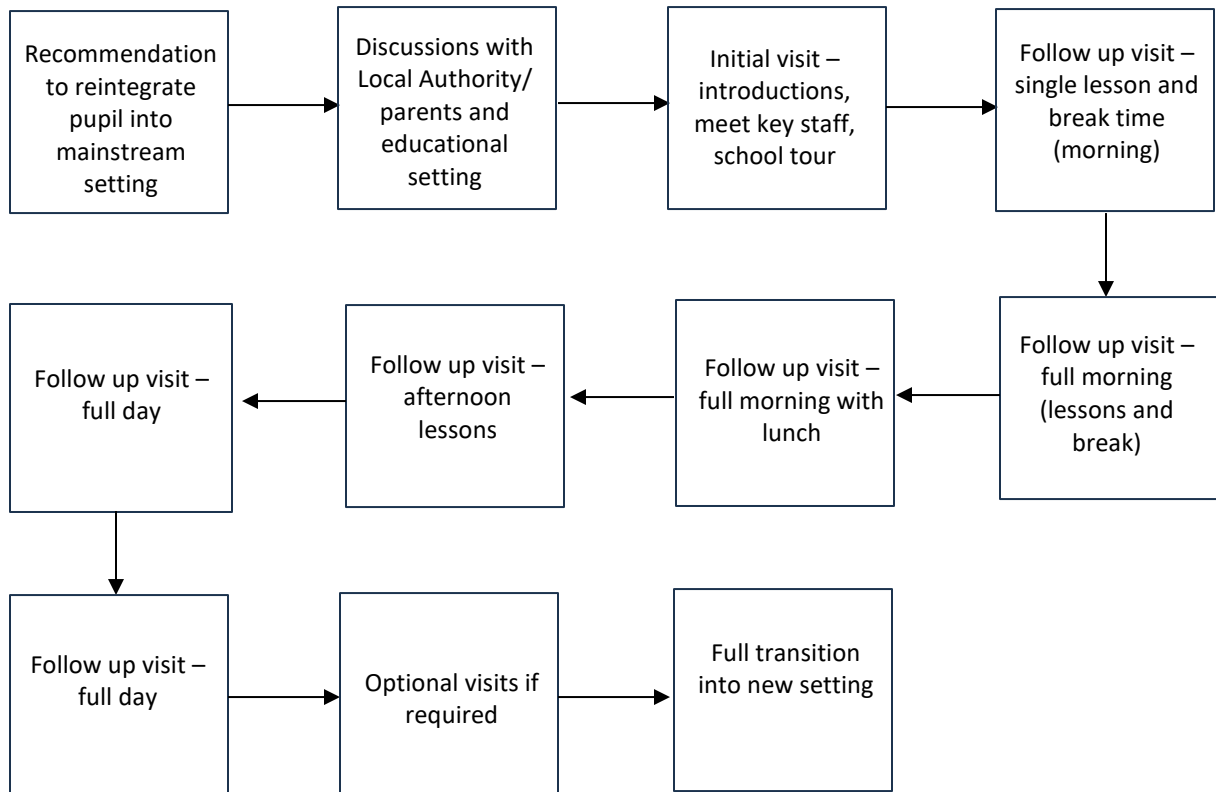 Recommendation
to reintegrate
pupil into
mainstream
setting
Discussions with
Local Authority/
parents and
educational
setting
Initial visit –
introductions,
meet key staff,
school tour
Follow up visit –
single lesson and
break time
(morning)
Follow up visit –
full morning
(lessons and
break)
Follow up visit –
full morning with
lunch
Follow up visit –
afternoon
lessons
Follow up visit –
full day
Follow up visit –
full day
Optional visits if
required
Full transition
into new setting